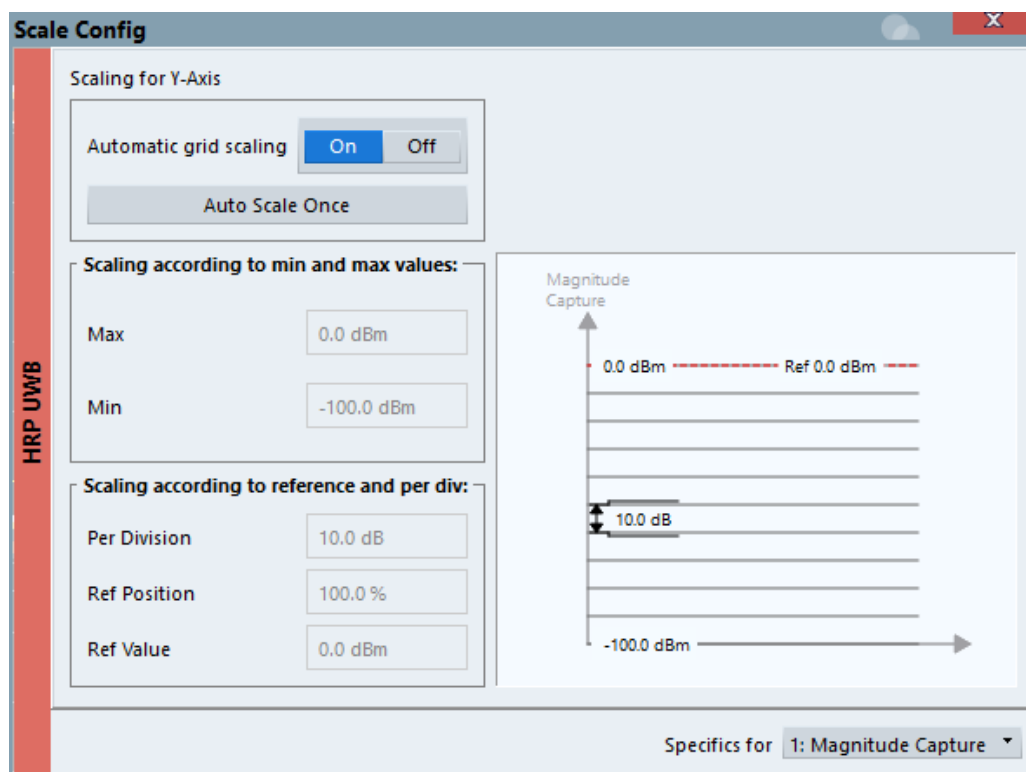 Scale Config
X
HRP UWB
Scaling for Y-Axis
Automatic grid scaling On Off
Auto Scale Once
Scaling according to min and max values:
Max 0.0 dBm
Min -100.0 dBm
Scaling according to reference and per div:
Per Division 10.0 dB
Ref Position 100.0 %
Ref Value 0.0 dBm
Magnitude
Capture
0.0 dBm Ref 0.0 dBm
10.0 dB
-100.0 dBm
Specifics for 1: Magnitude Capture